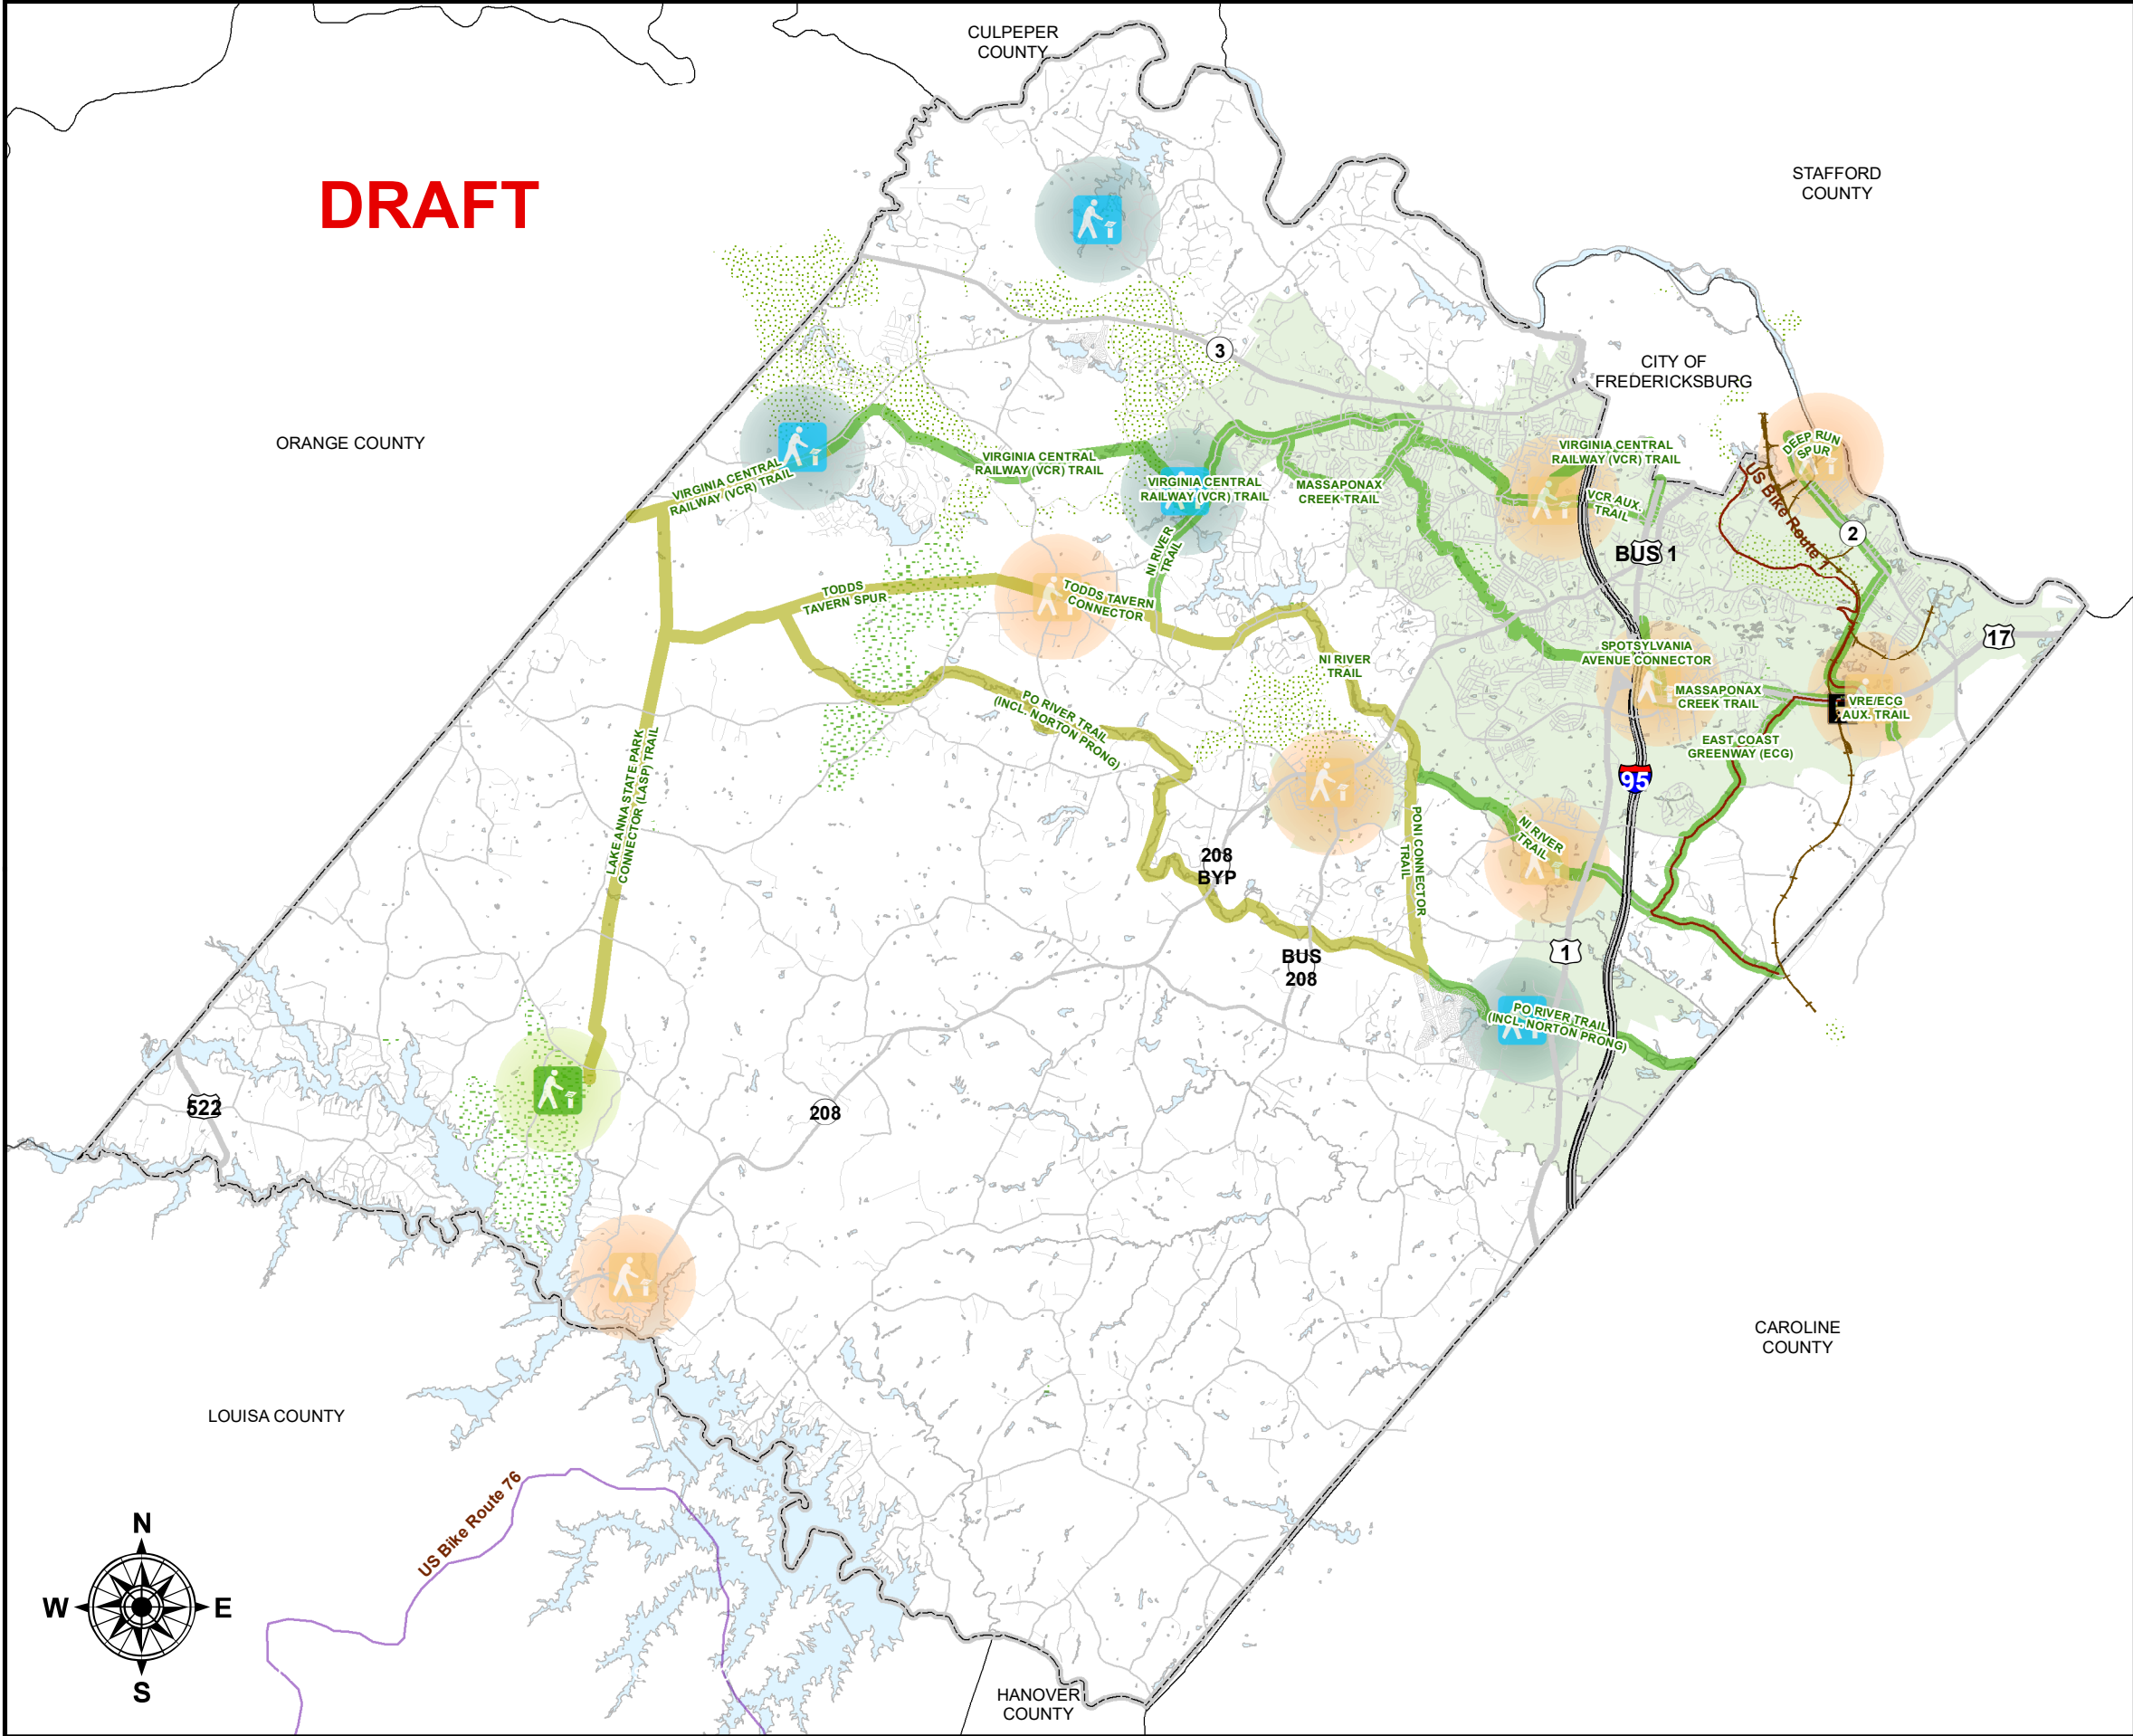 CULPEPER
COUNTY
DRAFT
STAFFORD
COUNTY
3
CITY OF
FREDERICKSBURG
ORANGE COUNTY
DEEP RUN
SPUR
VIRGINIA CENTRAL
RAILWAY (VCR) TRAIL
VIRGINIA CENTRAL
RAILWAY (VCR) TRAIL
VIRGINIA CENTRAL
RAILWAY (VCR) TRAIL
VIRGINIA CENTRAL
RAILWAY (VCR) TRAIL
MASSAPONAX
CREEK TRAIL
VCR AUX.
TRAIL
US Bike Route 1
2
BUS 1
NI RIVER
TRAIL
TODDS
TAVERN SPUR
TODDS TAVERN
CONNECTOR
17
SPOTSYLVANIA
AVENUE CONNECTOR
NI RIVER
TRAIL
MASSAPONAX
CREEK TRAIL
VRE/ECG
AUX. TRAIL
PO RIVER TRAIL
(INCL. NORTON PRONG)
EAST COAST
GREENWAY (ECG)
95
LAKE ANNA STATE PARK
CONNECTOR (LASP) TRAIL
PONI CONNECTOR
TRAIL
NI RIVER
TRAIL
208
BYP
1
BUS
208
PO RIVER TRAIL
(INCL. NORTON PRONG)
522
208
CAROLINE
COUNTY
LOUISA COUNTY
US Bike Route 76
N
W
E
S
HANOVER
COUNTY